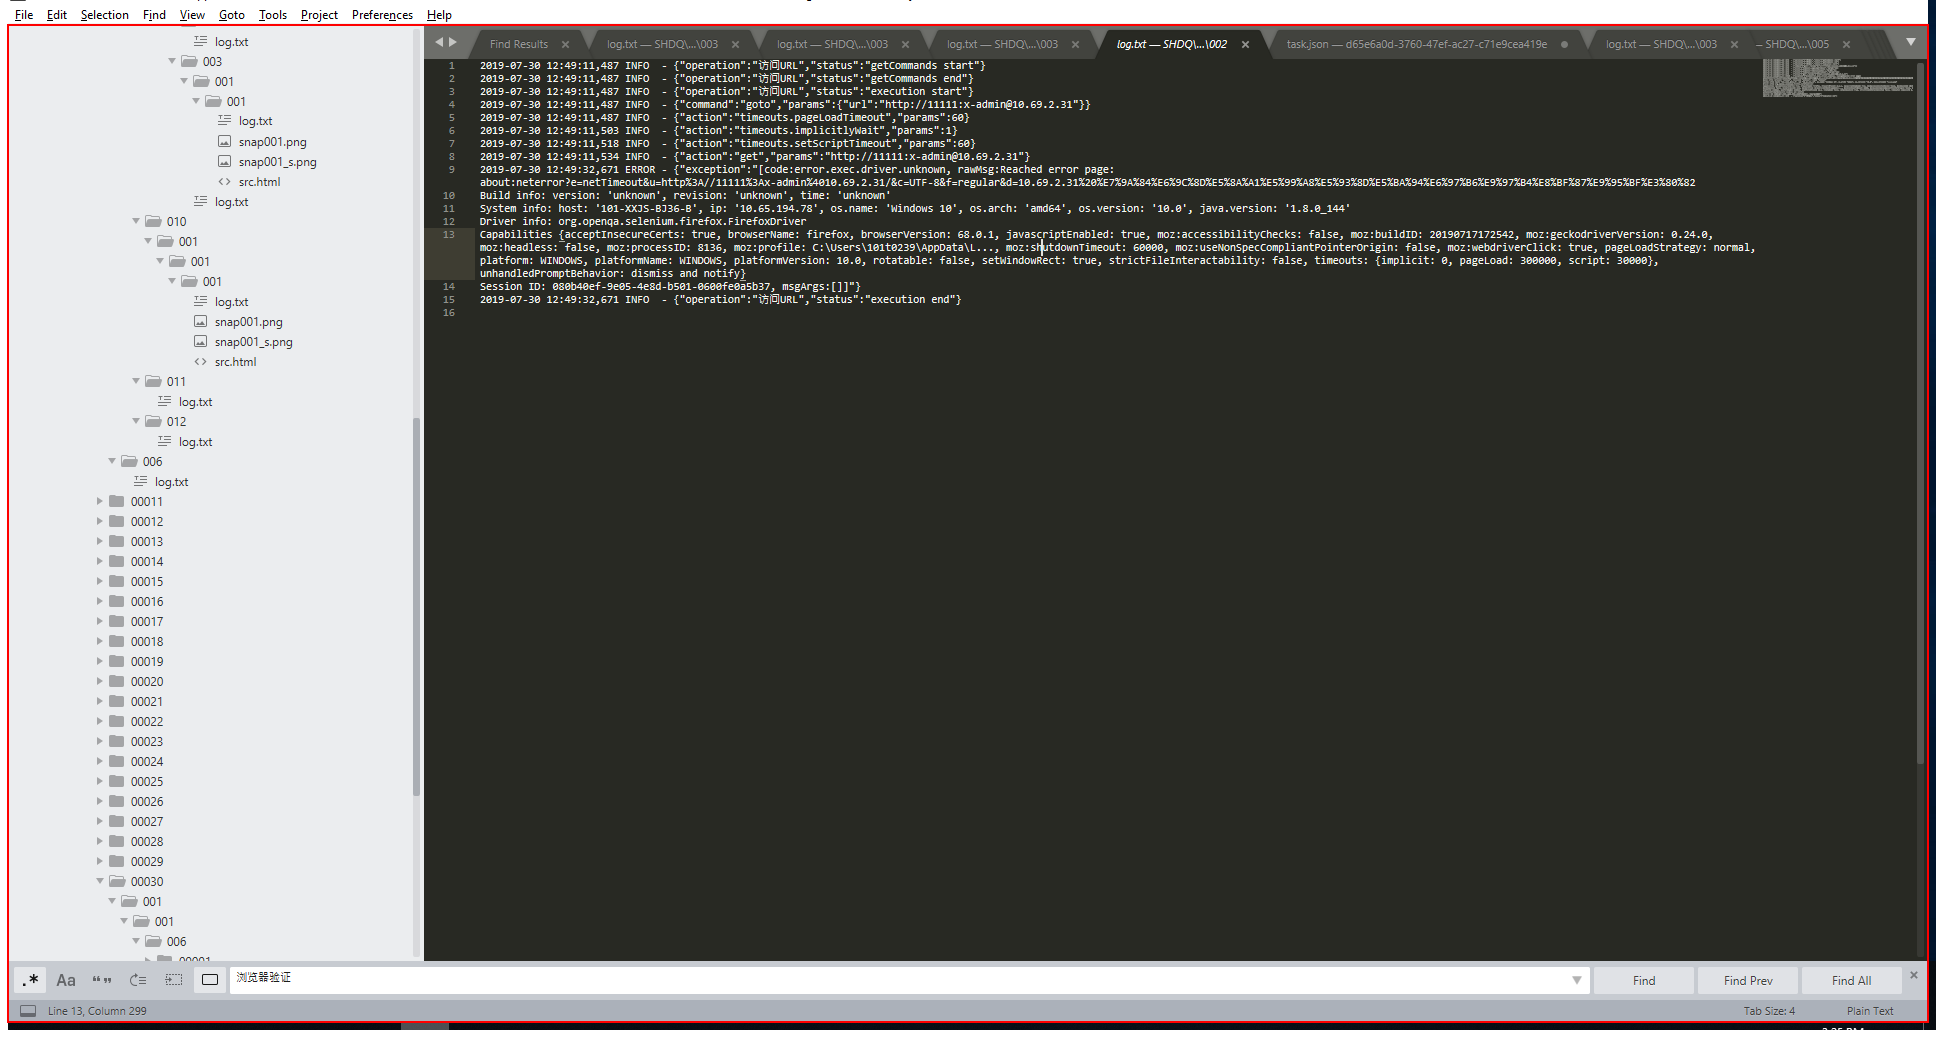 File Edit Selection Find View Goto Tools Project Preferences Help
log.txt
003
001
001
log.txt
snap001.png
snap001_s.png
src.html
log.txt
010
001
001
001
log.txt
snap001.png
snap001_s.png
src.html
011
log.txt
012
log.txt
006
log.txt
00011
00012
00013
00014
00015
00016
00017
00018
00019
00020
00021
00022
00023
00024
00025
00026
00027
00028
00029
00030
001
001
006
00001
Find Results × log.txt — SHDQ\...\003 × log.txt — SHDQ\...\003 × log.txt — SHDQ\...\003 × log.txt — SHDQ\...\002 × task.json — d65e6a0d-3760-47ef-ac27-c71e9cea419e log.txt — SHDQ\...\003 × — SHDQ\...\005 ×
1 2019-07-30 12:49:11,487 INFO - {"operation":"访问URL","status":"getCommands start"}
2 2019-07-30 12:49:11,487 INFO - {"operation":"访问URL","status":"getCommands end"}
3 2019-07-30 12:49:11,487 INFO - {"operation":"访问URL","status":"execution start"}
4 2019-07-30 12:49:11,487 INFO - {"command":"goto","params":{"url":"http://11111:x-admin@10.69.2.31"}}
5 2019-07-30 12:49:11,487 INFO - {"action":"timeouts.pageLoadTimeout","params":60}
6 2019-07-30 12:49:11,503 INFO - {"action":"timeouts.implicitlyWait","params":1}
7 2019-07-30 12:49:11,518 INFO - {"action":"timeouts.setScriptTimeout","params":60}
8 2019-07-30 12:49:11,534 INFO - {"action":"get","params":"http://11111:x-admin@10.69.2.31"}
9 2019-07-30 12:49:32,671 ERROR - {"exception":"[code:error.exec.driver.unknown, rawMsg:Reached error page:
about:neterror?e=netTimeout&u=http%3A//11111%3Ax-admin%4010.69.2.31/&c=UTF-8&f=regular&d=10.69.2.31%20%E7%9A%84%E6%9C%8D%E5%8A%A1%E5%99%A8%E5%93%8D%E5%BA%94%E6%97%B6%E9%97%B4%E8%BF%87%E9%95%BF%E3%80%82
10 Build info: version: 'unknown', revision: 'unknown', time: 'unknown'
11 System info: host: '101-XXJS-BJ36-B', ip: '10.65.194.78', os.name: 'Windows 10', os.arch: 'amd64', os.version: '10.0', java.version: '1.8.0_144'
12 Driver info: org.openqa.selenium.firefox.FirefoxDriver
13 Capabilities {acceptInsecureCerts: true, browserName: firefox, browserVersion: 68.0.1, javascriptEnabled: true, moz:accessibilityChecks: false, moz:buildID: 20190717172542, moz:geckodriverVersion: 0.24.0,
moz:headless: false, moz:processID: 8136, moz:profile: C:\Users\101t0239\AppData\L..., moz:shutdownTimeout: 60000, moz:useNonSpecCompliantPointerOrigin: false, moz:webdriverClick: true, pageLoadStrategy: normal,
platform: WINDOWS, platformName: WINDOWS, platformVersion: 10.0, rotatable: false, setWindowRect: true, strictFileInteractability: false, timeouts: {implicit: 0, pageLoad: 300000, script: 30000},
unhandledPromptBehavior: dismiss and notify}
14 Session ID: 080b40ef-9e05-4e8d-b501-0600fe0a5b37, msgArgs:[]]"}
15 2019-07-30 12:49:32,671 INFO - {"operation":"访问URL","status":"execution end"}
16
.* Aa “” 浏览器验证 Find Find Prev Find All ×
Line 13, Column 299 Tab Size: 4 Plain Text